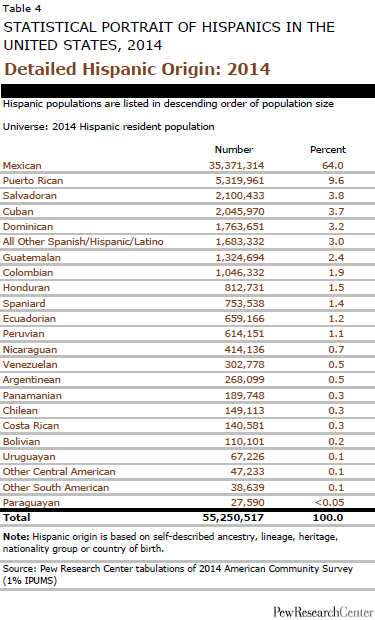 Table 4
STATISTICAL PORTRAIT OF HISPANICS IN THE
UNITED STATES, 2014
Detailed Hispanic Origin: 2014
Hispanic populations are listed in descending order of population size
Universe: 2014 Hispanic resident population
Number Percent
Mexican 35,371,314 64.0
Puerto Rican 5,319,961 9.6
Salvadoran 2,100,433 3.8
Cuban 2,045,970 3.7
Dominican 1,763,651 3.2
All Other Spanish/Hispanic/Latino 1,683,332 3.0
Guatemalan 1,324,694 2.4
Colombian 1,046,332 1.9
Honduran 812,731 1.5
Spaniard 753,538 1.4
Ecuadorian 659,166 1.2
Peruvian 614,151 1.1
Nicaraguan 414,136 0.7
Venezuelan 302,778 0.5
Argentinean 268,099 0.5
Panamanian 189,748 0.3
Chilean 149,113 0.3
Costa Rican 140,581 0.3
Bolivian 110,101 0.2
Uruguayan 67,226 0.1
Other Central American 47,233 0.1
Other South American 38,639 0.1
Paraguayan 27,590 <0.05
Total 55,250,517 100.0
Note: Hispanic origin is based on self-described ancestry, lineage, heritage,
nationality group or country of birth.
Source: Pew Research Center tabulations of 2014 American Community Survey
(1% IPUMS)
PewResearchCenter